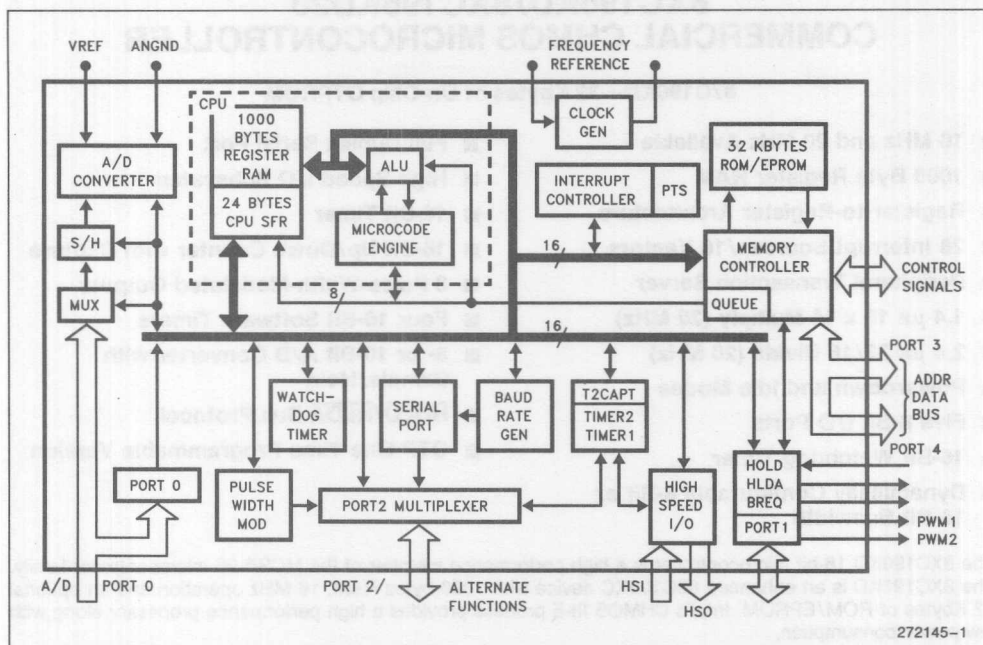 COMMERCIAL CHMOS MICROCONTROLLER
VREF
ANGND
FREQUENCY
REFERENCE
CPU
1000
BYTES
REGISTER
RAM
24 BYTES
CPU SFR
ALU
MICROCODE
ENGINE
CLOCK
GEN
INTERRUPT
CONTROLLER
PTS
32 KBYTES
ROM/EPROM
A/D
CONVERTER
S/H
MUX
16
8
16
MEMORY
CONTROLLER
QUEUE
CONTROL
SIGNALS
PORT 3
ADDR
DATA
BUS
PORT 4
WATCH-
DOG
TIMER
SERIAL
PORT
BAUD
RATE
GEN
T2CAPT
TIMER2
TIMER1
PORT 0
PULSE
WIDTH
MOD
PORT2 MULTIPLEXER
HIGH
SPEED
I/O
HOLD
HLDA
BREQ
PORT1
PWM1
PWM2
A/D
PORT 0
PORT 2/
ALTERNATE
FUNCTIONS
HSI
HSO
272145-1